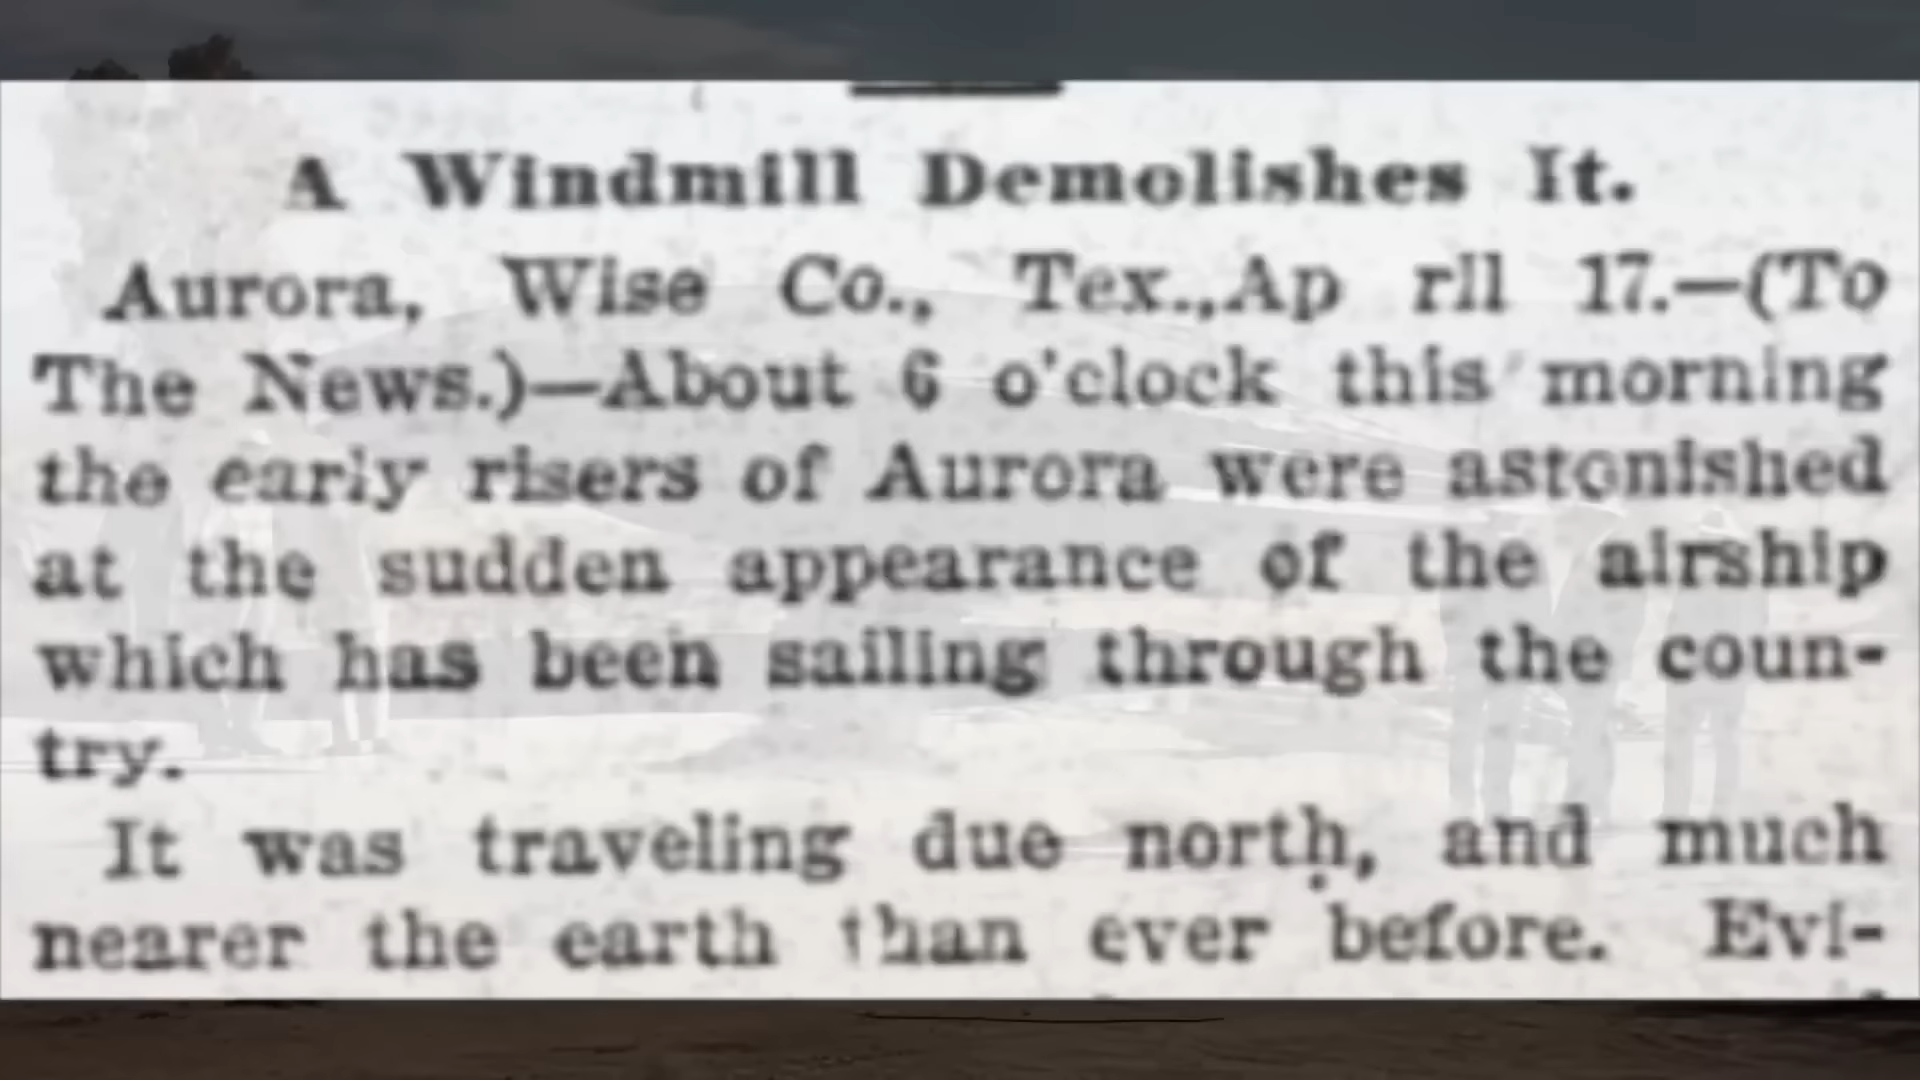 A Windmill Demolishes It.
Aurora, Wise Co., Tex.,Ap ril 17.—(To
The News.)—About 6 o'clock this morning
the early risers of Aurora were astonished
at the sudden appearance of the airship
which has been sailing through the coun-
try.
It was traveling due north, and much
nearer the earth than ever before. Evi-